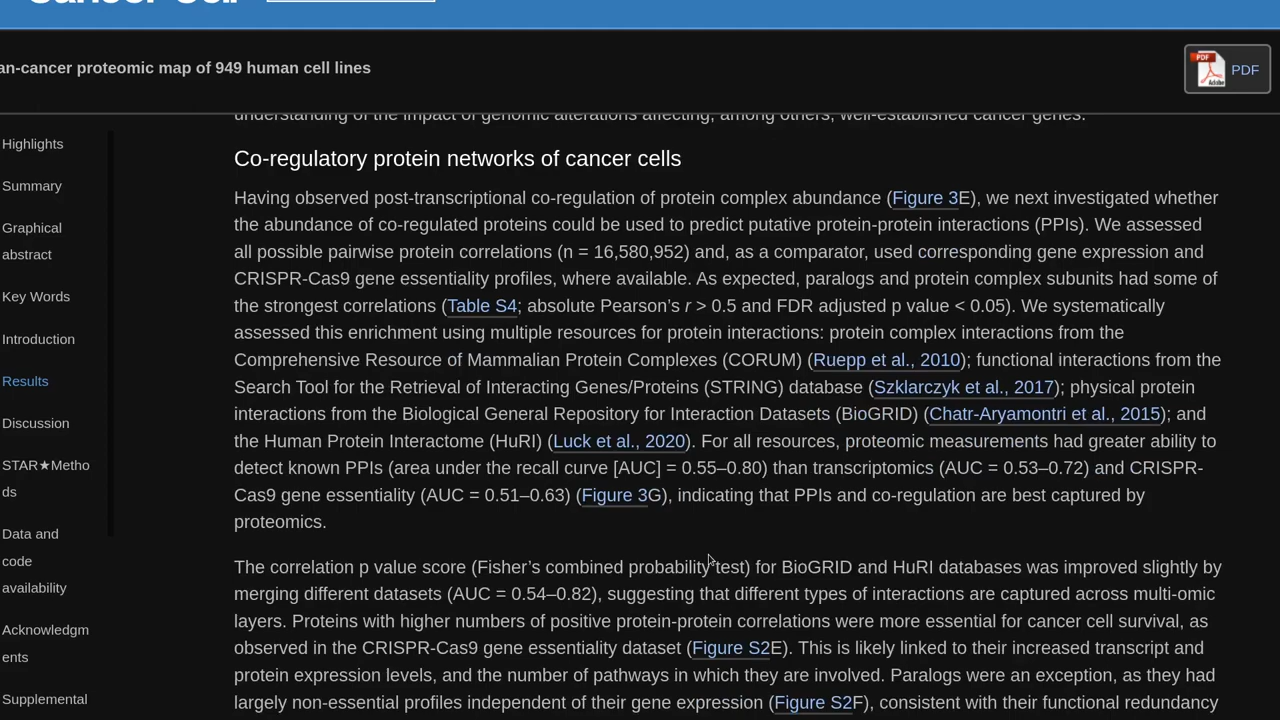 Cancer Cell
an-cancer proteomic map of 949 human cell lines
PDF
PDF
Adobe
Highlights
Summary
Graphical
abstract
Key Words
Introduction
Results
Discussion
STAR★Metho
ds
Data and
code
availability
Acknowledgm
ents
Supplemental
understanding of the impact of genomic alterations affecting, among others, well-established cancer genes.
Co-regulatory protein networks of cancer cells
Having observed post-transcriptional co-regulation of protein complex abundance (Figure 3E), we next investigated whether
the abundance of co-regulated proteins could be used to predict putative protein-protein interactions (PPIs). We assessed
all possible pairwise protein correlations (n = 16,580,952) and, as a comparator, used corresponding gene expression and
CRISPR-Cas9 gene essentiality profiles, where available. As expected, paralogs and protein complex subunits had some of
the strongest correlations (Table S4; absolute Pearson's r > 0.5 and FDR adjusted p value < 0.05). We systematically
assessed this enrichment using multiple resources for protein interactions: protein complex interactions from the
Comprehensive Resource of Mammalian Protein Complexes (CORUM) (Ruepp et al., 2010); functional interactions from the
Search Tool for the Retrieval of Interacting Genes/Proteins (STRING) database (Szklarczyk et al., 2017); physical protein
interactions from the Biological General Repository for Interaction Datasets (BioGRID) (Chatr-Aryamontri et al., 2015); and
the Human Protein Interactome (HuRI) (Luck et al., 2020). For all resources, proteomic measurements had greater ability to
detect known PPIs (area under the recall curve [AUC] = 0.55–0.80) than transcriptomics (AUC = 0.53–0.72) and CRISPR-
Cas9 gene essentiality (AUC = 0.51–0.63) (Figure 3G), indicating that PPIs and co-regulation are best captured by
proteomics.
The correlation p value score (Fisher's combined probability test) for BioGRID and HuRI databases was improved slightly by
merging different datasets (AUC = 0.54–0.82), suggesting that different types of interactions are captured across multi-omic
layers. Proteins with higher numbers of positive protein-protein correlations were more essential for cancer cell survival, as
observed in the CRISPR-Cas9 gene essentiality dataset (Figure S2E). This is likely linked to their increased transcript and
protein expression levels, and the number of pathways in which they are involved. Paralogs were an exception, as they had
largely non-essential profiles independent of their gene expression (Figure S2F), consistent with their functional redundancy